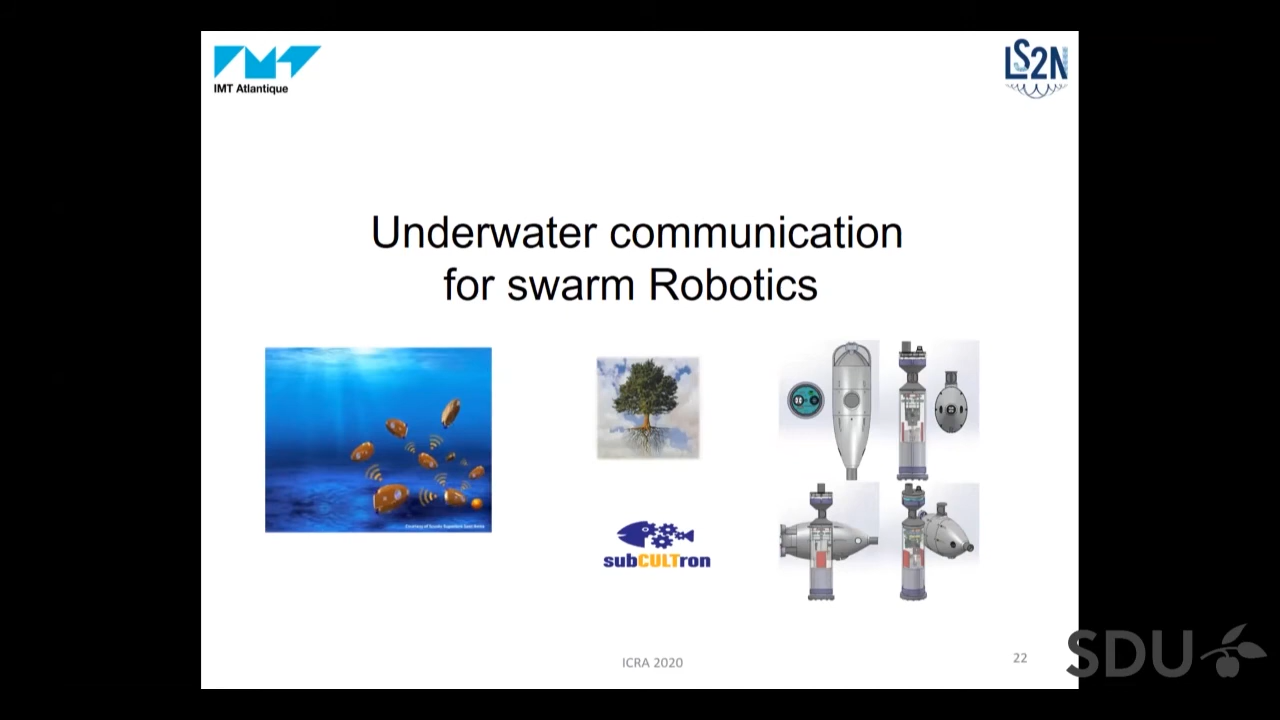 IMT Atlantique
LS2N
Underwater communication
for swarm Robotics
subCULTron
ICRA 2020
22
SDU